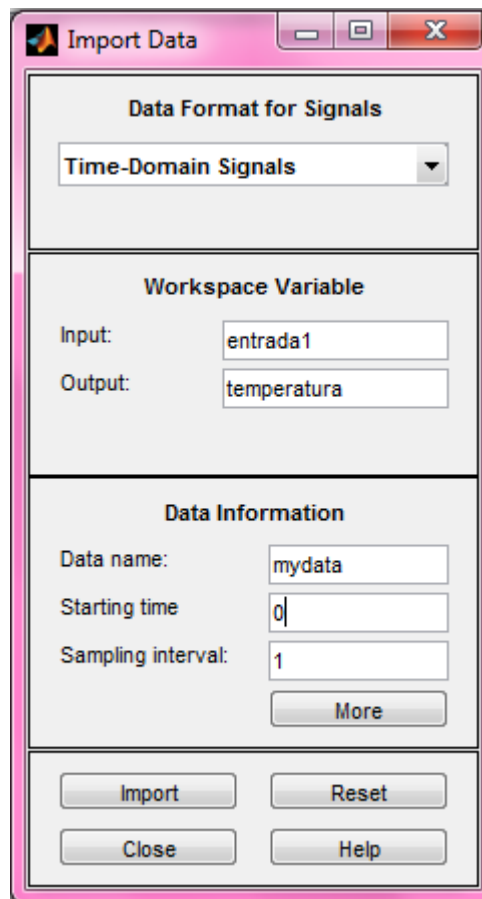 Import Data
Data Format for Signals
Time-Domain Signals
Workspace Variable
Input: entrada1
Output: temperatura
Data Information
Data name: mydata
Starting time 0
Sampling interval: 1
More
Import Reset
Close Help